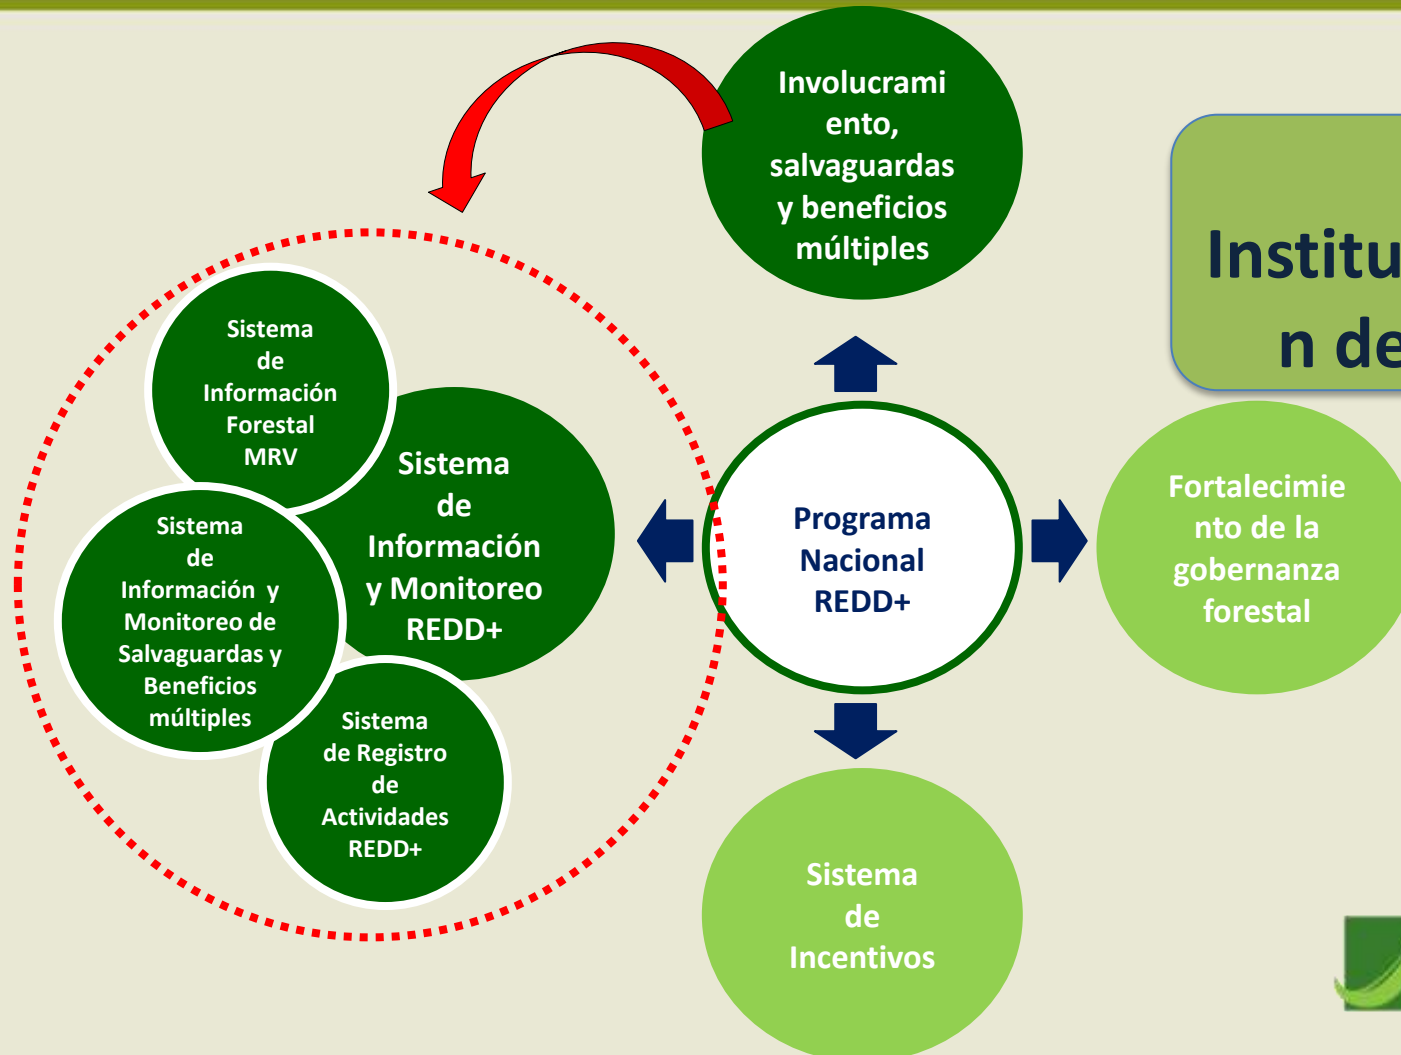 Involucrami
ento,
salvaguardas
y beneficios
múltiples
Institu
n de
Sistema
de
Información
Forestal
MRV
Sistema
de
Información
y Monitoreo
REDD+
Sistema
de
Información y
Monitoreo de
Salvaguardas y
Beneficios
múltiples
Sistema
de Registro
de
Actividades
REDD+
Programa
Nacional
REDD+
Fortalecimie
nto de la
gobernanza
forestal
Sistema
de
Incentivos